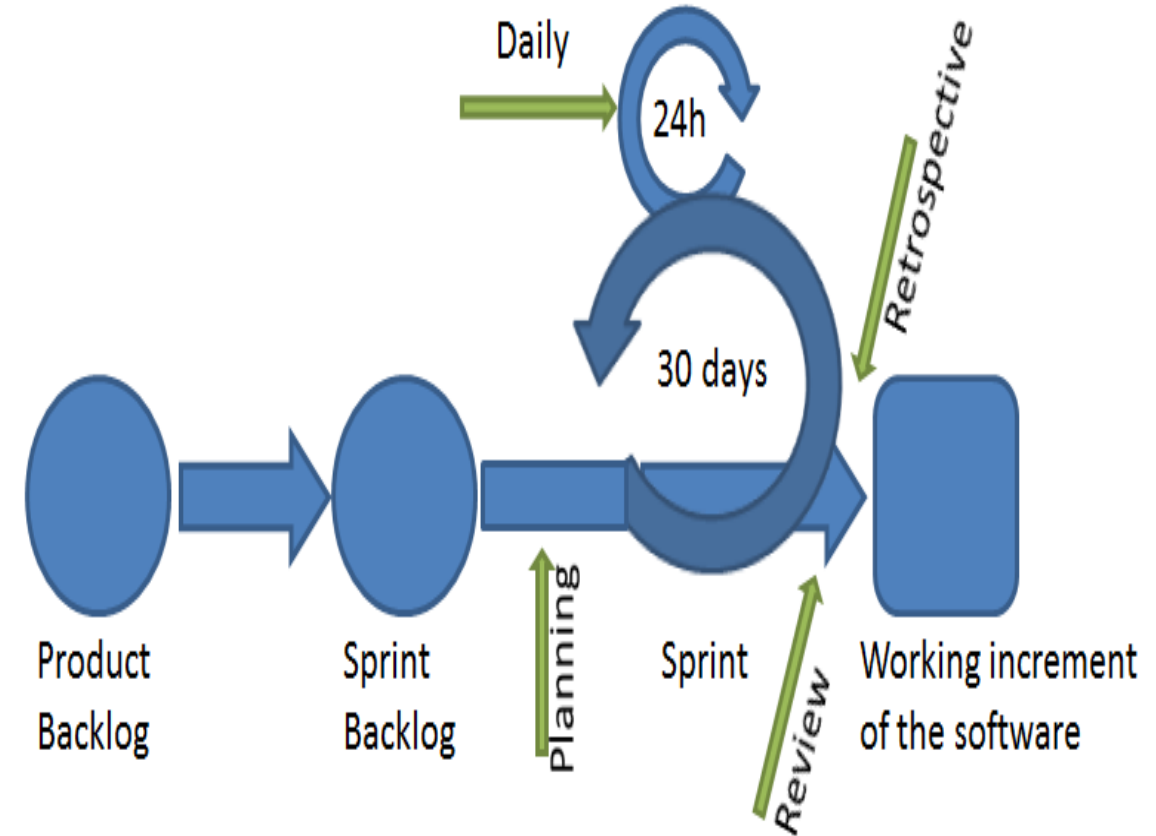 Daily
24h
Retrospective
30 days
Planning
Product
Backlog
Sprint
Backlog
Sprint
Review
Working increment
of the software